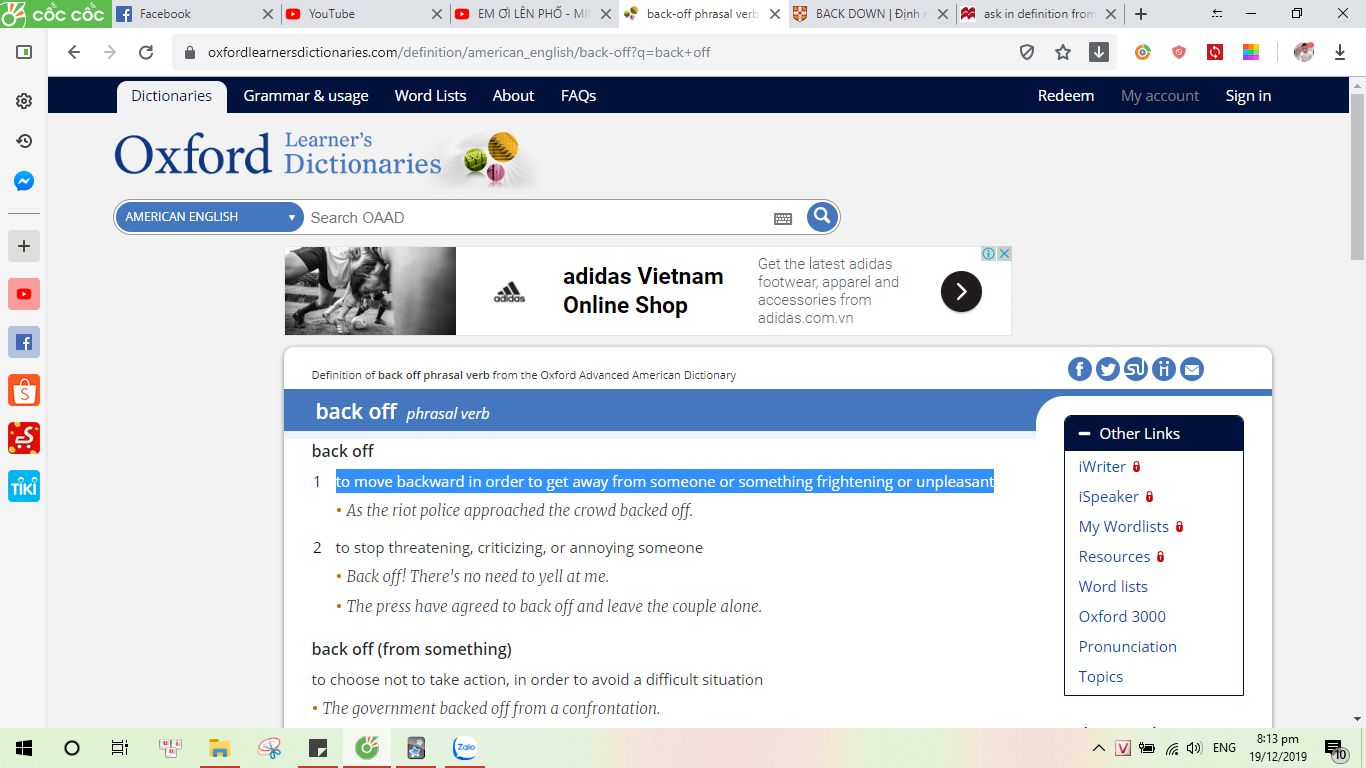 cốc cốc
Facebook
YouTube
EM ƠI LÊN PHỐ - MI
back-off phrasal verb
BACK DOWN | Định n
ask in definition from
oxfordlearnersdictionaries.com/definition/american_english/back-off?q=back+off
Dictionaries
Grammar & usage
Word Lists
About
FAQs
Redeem
My account
Sign in
Oxford Learner's Dictionaries
AMERICAN ENGLISH
Search OAAD
adidas
adidas Vietnam
Online Shop
Get the latest adidas
footwear, apparel and
accessories from
adidas.com.vn
Definition of back off phrasal verb from the Oxford Advanced American Dictionary
back off phrasal verb
back off
1 to move backward in order to get away from someone or something frightening or unpleasant
• As the riot police approached the crowd backed off.
2 to stop threatening, criticizing, or annoying someone
• Back off! There's no need to yell at me.
• The press have agreed to back off and leave the couple alone.
back off (from something)
to choose not to take action, in order to avoid a difficult situation
• The government backed off from a confrontation.
Other Links
iWriter
iSpeaker
My Wordlists
Resources
Word lists
Oxford 3000
Pronunciation
Topics
TIKI
Zalo
V
ENG
8:13 pm
19/12/2019
10